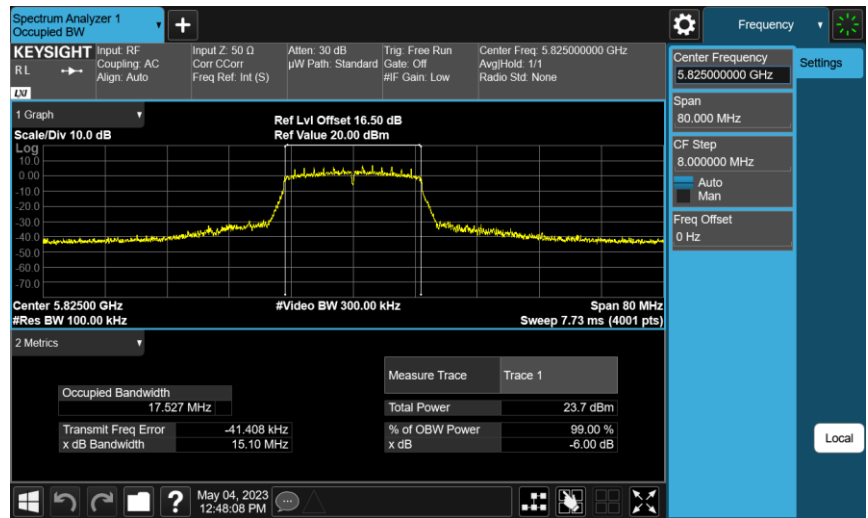 Spectrum Analyzer 1
Occupied BW
+
Frequency
KEYSIGHT
RL
LXI
Input: RF
Coupling: AC
Align: Auto
Input Z: 50 Ω
Corr CCorr
Freq Ref: Int (S)
Atten: 30 dB
µW Path: Standard
Trig: Free Run
Gate: Off
#IF Gain: Low
Center Freq: 5.825000000 GHz
Avg|Hold: 1/1
Radio Std: None
Center Frequency
5.825000000 GHz
Settings
Span
80.000 MHz
CF Step
8.000000 MHz
Auto
Man
Freq Offset
0 Hz
1 Graph
Scale/Div 10.0 dB
Ref Lvl Offset 16.50 dB
Ref Value 20.00 dBm
Log
10.0
0.00
-10.0
-20.0
-30.0
-40.0
-50.0
-60.0
-70.0
Center 5.82500 GHz
#Video BW 300.00 kHz
Span 80 MHz
#Res BW 100.00 kHz
Sweep 7.73 ms (4001 pts)
2 Metrics
Measure Trace Trace 1
Occupied Bandwidth
17.527 MHz
Total Power 23.7 dBm
Transmit Freq Error -41.408 kHz
% of OBW Power 99.00 %
x dB Bandwidth 15.10 MHz
x dB -6.00 dB
Local
?
May 04, 2023
12:48:08 PM